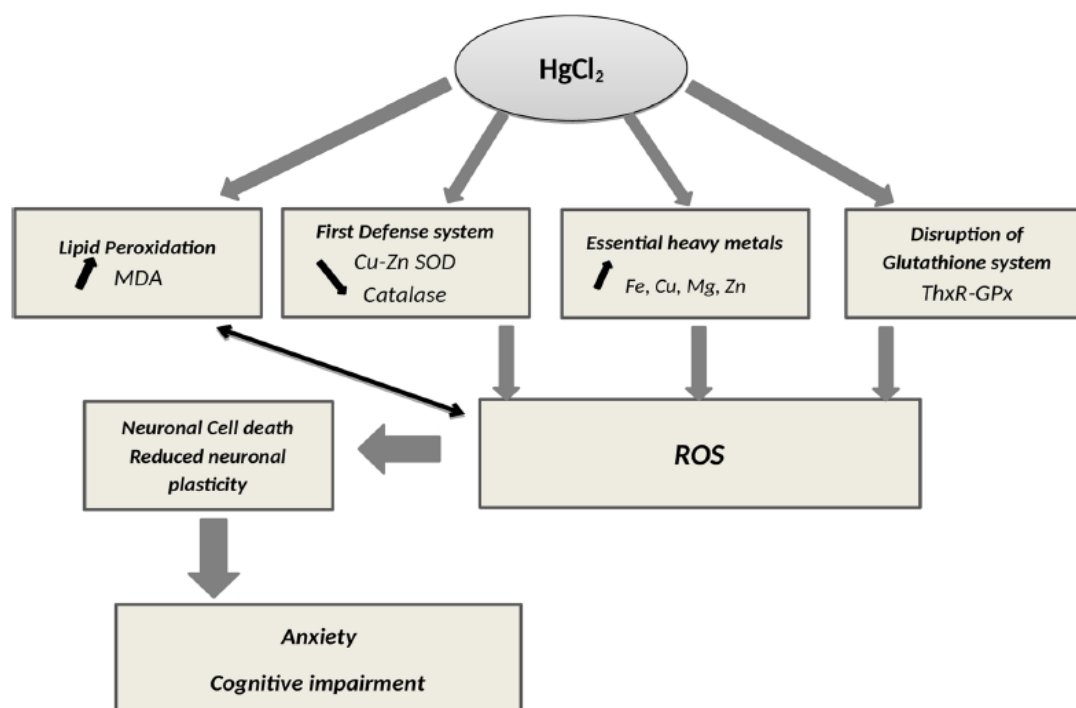 HgCl₂
Lipid Peroxidation
MDA
First Defense system
Cu-Zn SOD
Catalase
Essential heavy metals
Fe, Cu, Mg, Zn
Disruption of
Glutathione system
ThxR-GPx
Neuronal Cell death
Reduced neuronal
plasticity
ROS
Anxiety
Cognitive impairment